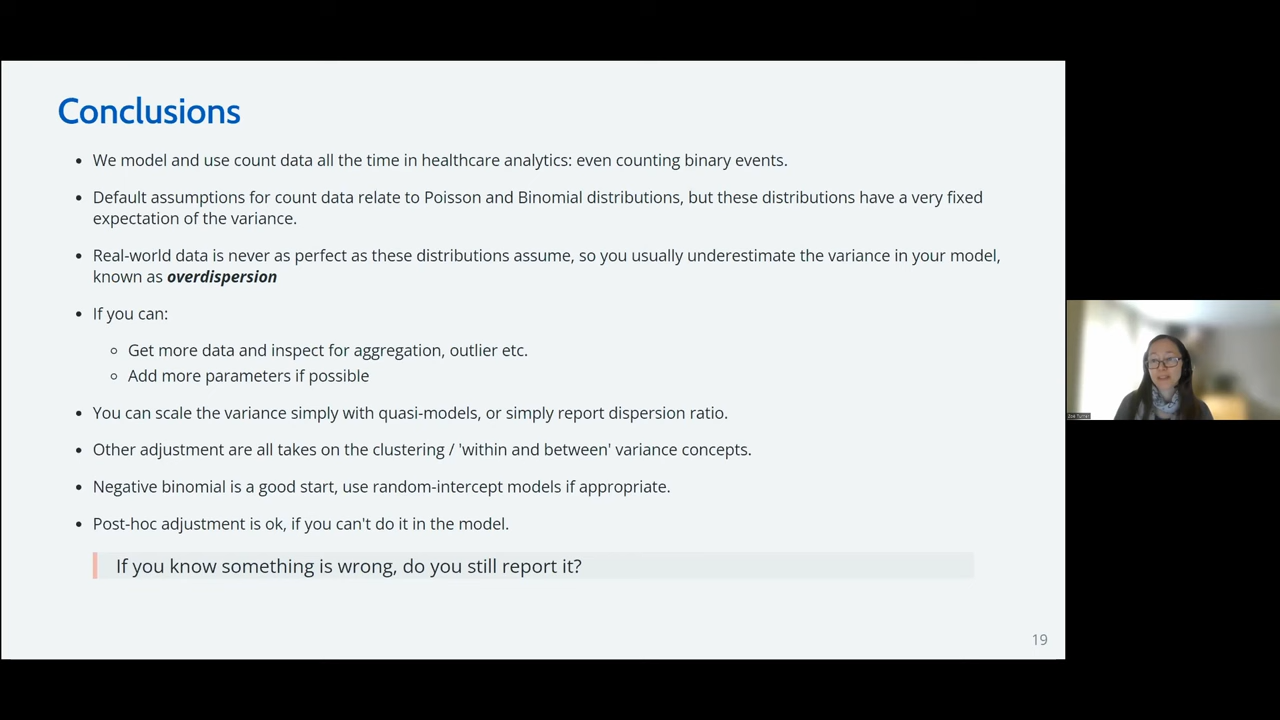 Conclusions
• We model and use count data all the time in healthcare analytics: even counting binary events.
• Default assumptions for count data relate to Poisson and Binomial distributions, but these distributions have a very fixed
expectation of the variance.
• Real-world data is never as perfect as these distributions assume, so you usually underestimate the variance in your model,
known as overdispersion
• If you can:
◦ Get more data and inspect for aggregation, outlier etc.
◦ Add more parameters if possible
• You can scale the variance simply with quasi-models, or simply report dispersion ratio.
• Other adjustment are all takes on the clustering / 'within and between' variance concepts.
• Negative binomial is a good start, use random-intercept models if appropriate.
• Post-hoc adjustment is ok, if you can't do it in the model.
If you know something is wrong, do you still report it?
19